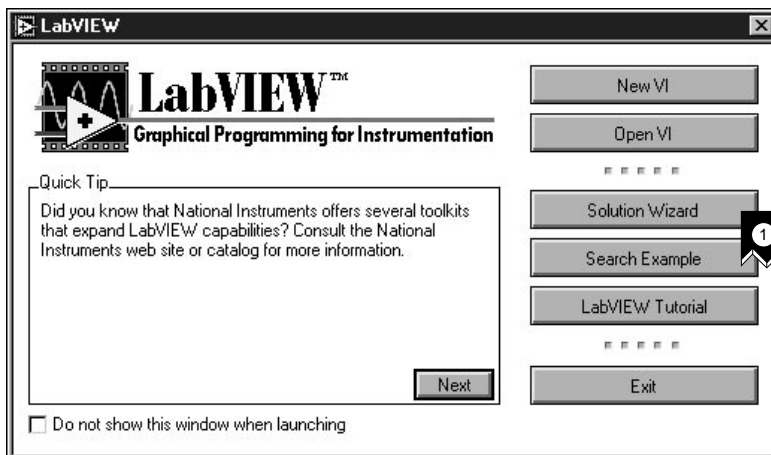 LabVIEW
LabVIEW™
Graphical Programming for Instrumentation
Quick Tip
Did you know that National Instruments offers several toolkits
that expand LabVIEW capabilities? Consult the National
Instruments web site or catalog for more information.
Next
Do not show this window when launching
New VI
Open VI
Solution Wizard
1
Search Example
LabVIEW Tutorial
Exit